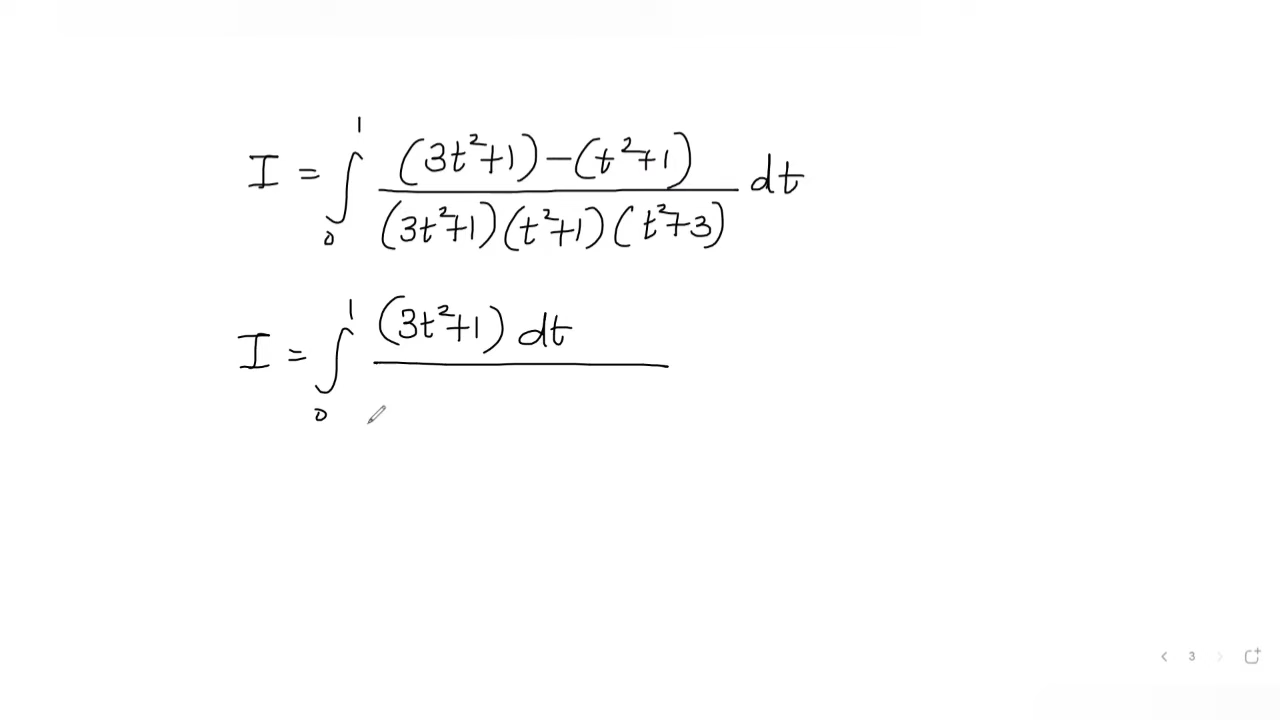 I = ∫₀¹ (3t²+1)−(t²+1) / (3t²+1)(t²+1)(t²+3) dt
I = ∫₀¹ (3t²+1) dt /
< 3 >